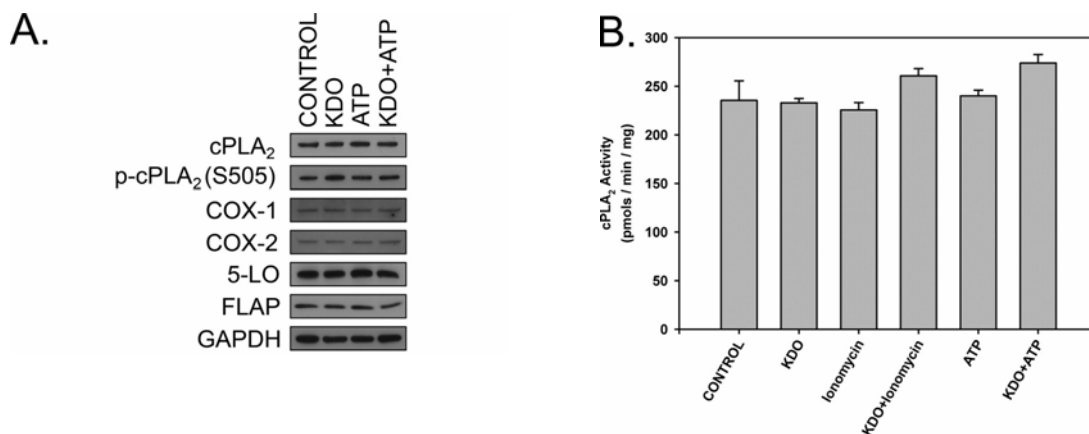 A.
CONTROL
KDO
ATP
KDO+ATP
cPLA₂
p-cPLA₂(S505)
COX-1
COX-2
5-LO
FLAP
GAPDH
B.
cPLA₂ Activity
(pmols / min / mg)
300
250
200
150
100
50
0
CONTROL
KDO
Ionomycin
KDO+Ionomycin
ATP
KDO+ATP